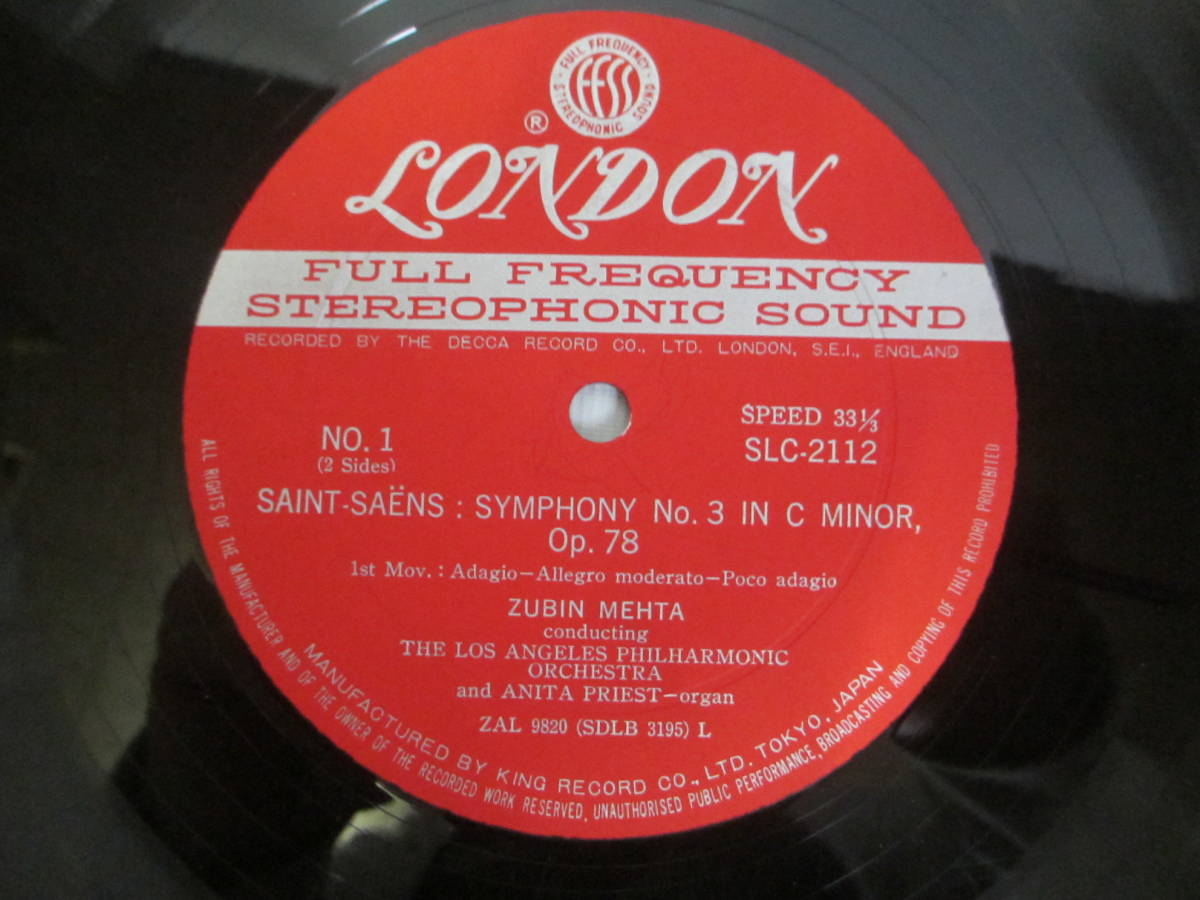 FULL FREQUENCY
FFSS
STEREOPHONIC SOUND
®
LONDON
FULL FREQUENCY
STEREOPHONIC SOUND
RECORDED BY THE DECCA RECORD CO., LTD. LONDON, S.E.I., ENGLAND
SPEED 33⅓
NO. 1
SLC-2112
(2 Sides)
SAINT-SAËNS : SYMPHONY No. 3 IN C MINOR,
Op. 78
1st Mov. : Adagio–Allegro moderato–Poco adagio
ZUBIN MEHTA
conducting
THE LOS ANGELES PHILHARMONIC
ORCHESTRA
and ANITA PRIEST–organ
ZAL 9820 (SDLB 3195) L
MANUFACTURED BY KING RECORD CO., LTD. TOKYO. JAPAN
ALL RIGHTS OF THE MANUFACTURER AND OF THE OWNER OF THE RECORDED WORK RESERVED, UNAUTHORISED PUBLIC PERFORMANCE, BROADCASTING AND COPYING OF THIS RECORD PROHIBITED